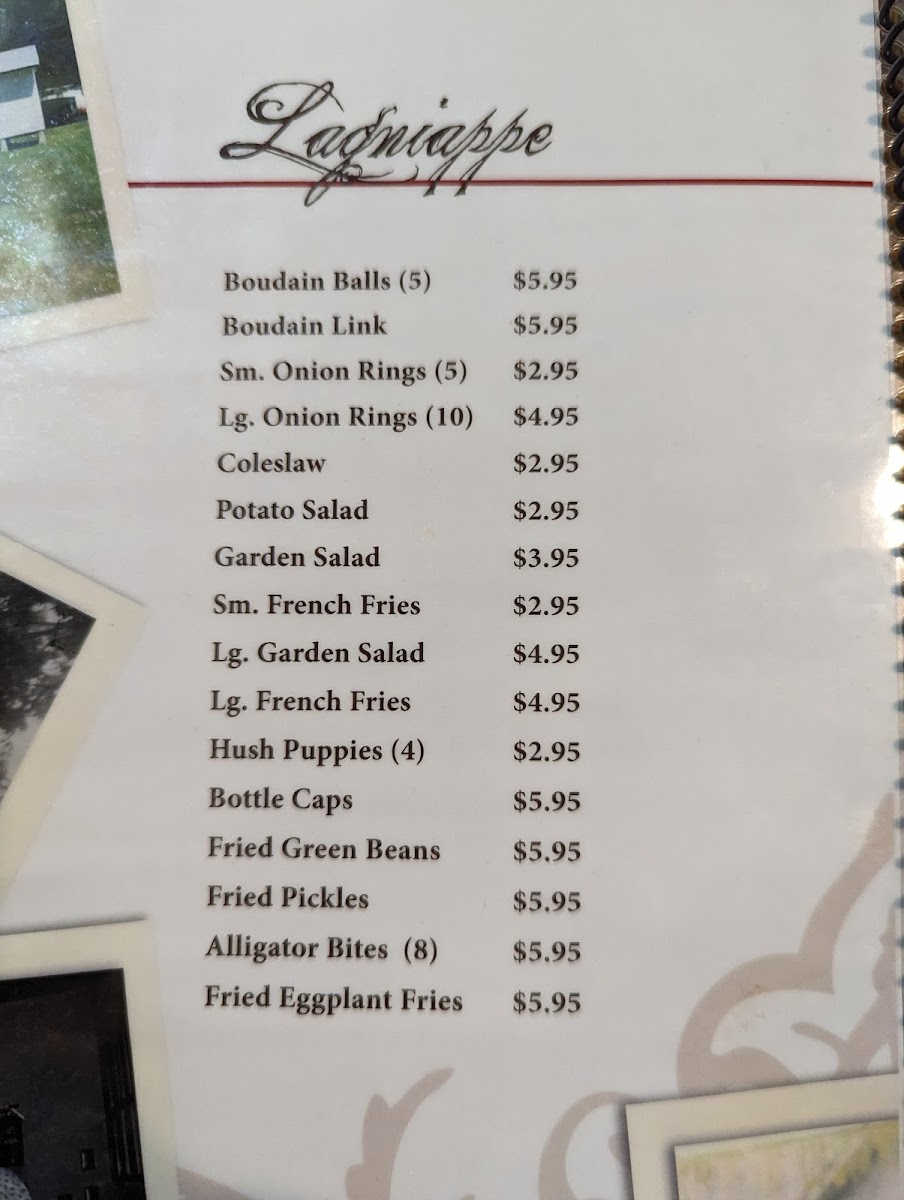 Lagniappe
Boudain Balls (5) $5.95
Boudain Link $5.95
Sm. Onion Rings (5) $2.95
Lg. Onion Rings (10) $4.95
Coleslaw $2.95
Potato Salad $2.95
Garden Salad $3.95
Sm. French Fries $2.95
Lg. Garden Salad $4.95
Lg. French Fries $4.95
Hush Puppies (4) $2.95
Bottle Caps $5.95
Fried Green Beans $5.95
Fried Pickles $5.95
Alligator Bites (8) $5.95
Fried Eggplant Fries $5.95